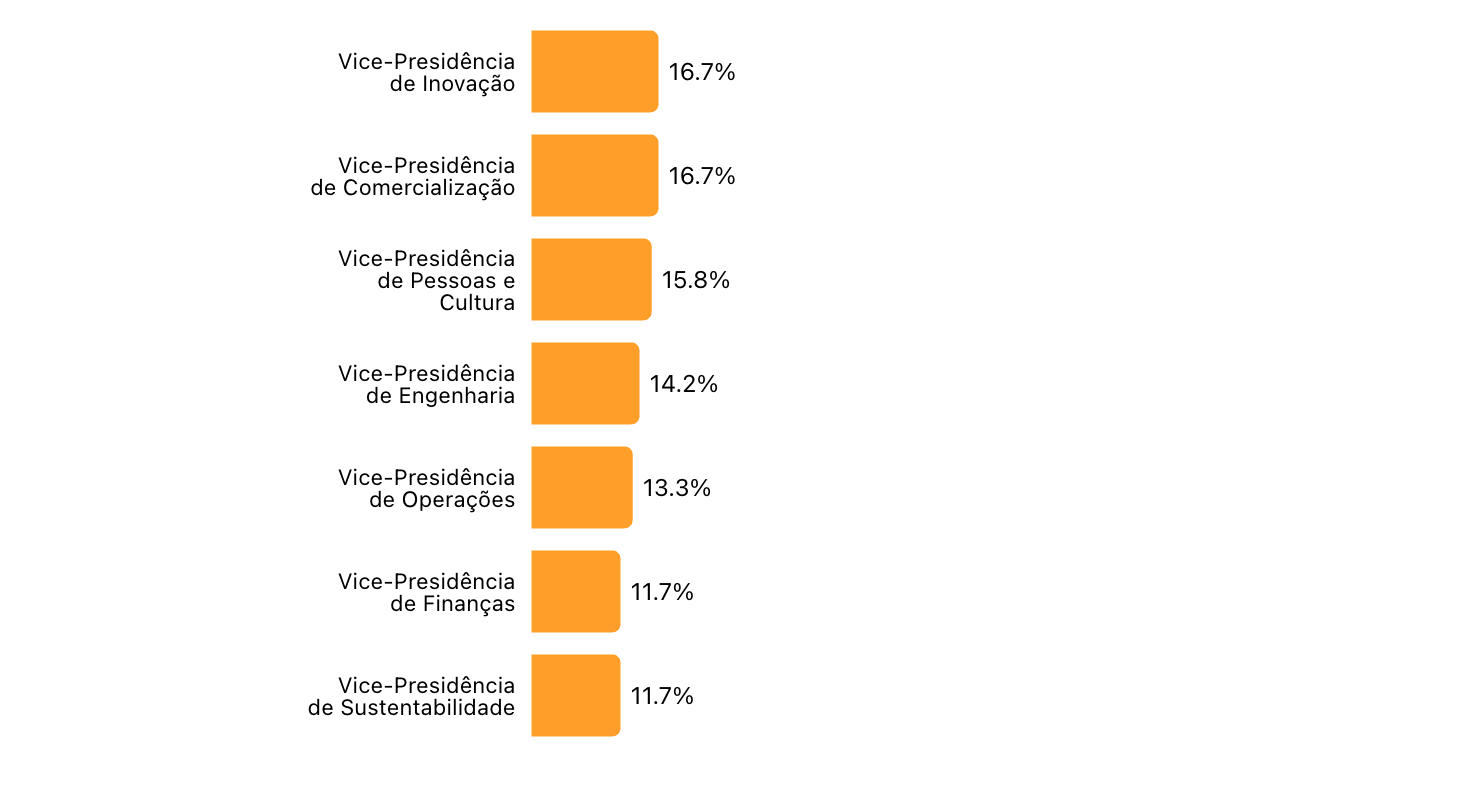 Vice-Presidência
de Inovação
16.7%
Vice-Presidência
de Comercialização
16.7%
Vice-Presidência
de Pessoas e
Cultura
15.8%
Vice-Presidência
de Engenharia
14.2%
Vice-Presidência
de Operações
13.3%
Vice-Presidência
de Finanças
11.7%
Vice-Presidência
de Sustentabilidade
11.7%